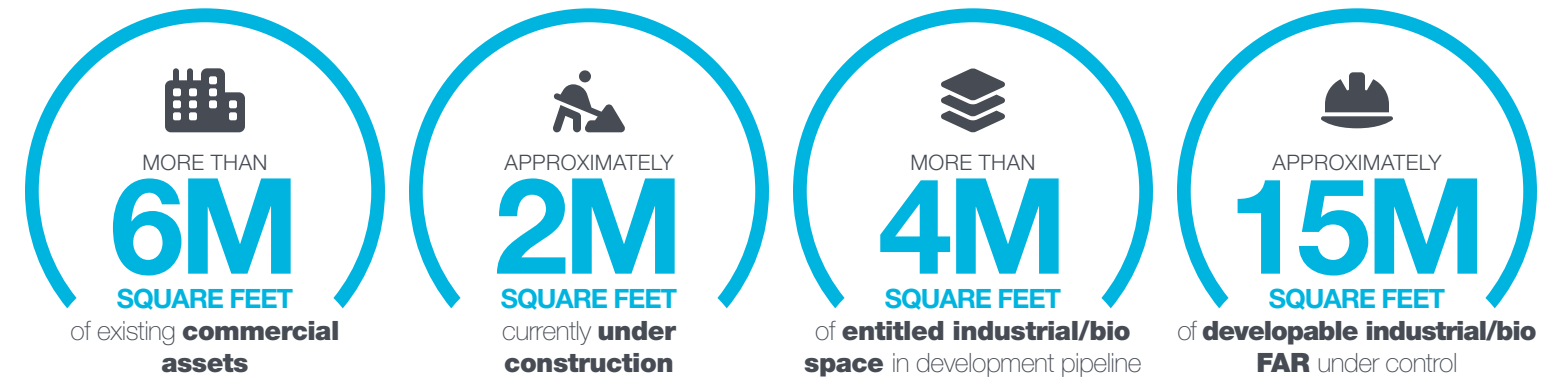 MORE THAN
6M
SQUARE FEET
of existing commercial
assets
APPROXIMATELY
2M
SQUARE FEET
currently under
construction
MORE THAN
4M
SQUARE FEET
of entitled industrial/bio
space in development pipeline
APPROXIMATELY
15M
SQUARE FEET
of developable industrial/bio
FAR under control